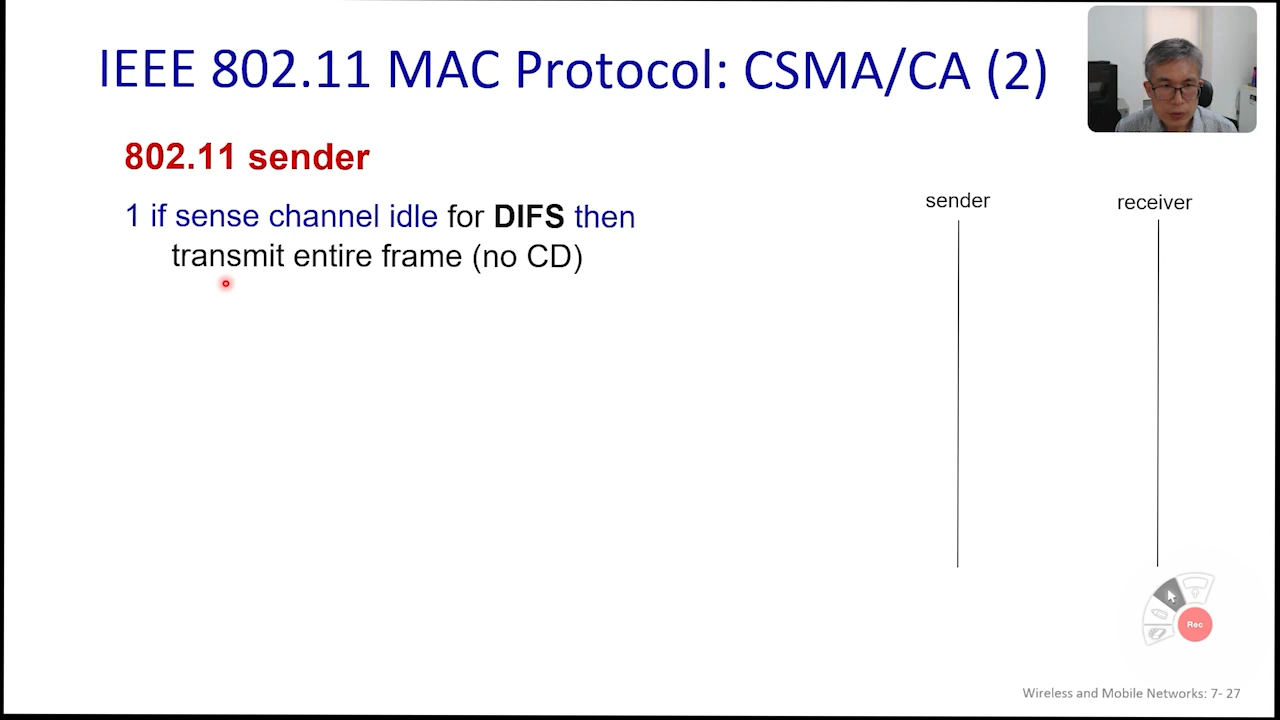 IEEE 802.11 MAC Protocol: CSMA/CA (2)
802.11 sender
1 if sense channel idle for DIFS then
transmit entire frame (no CD)
sender
receiver
Rec
Wireless and Mobile Networks: 7- 27